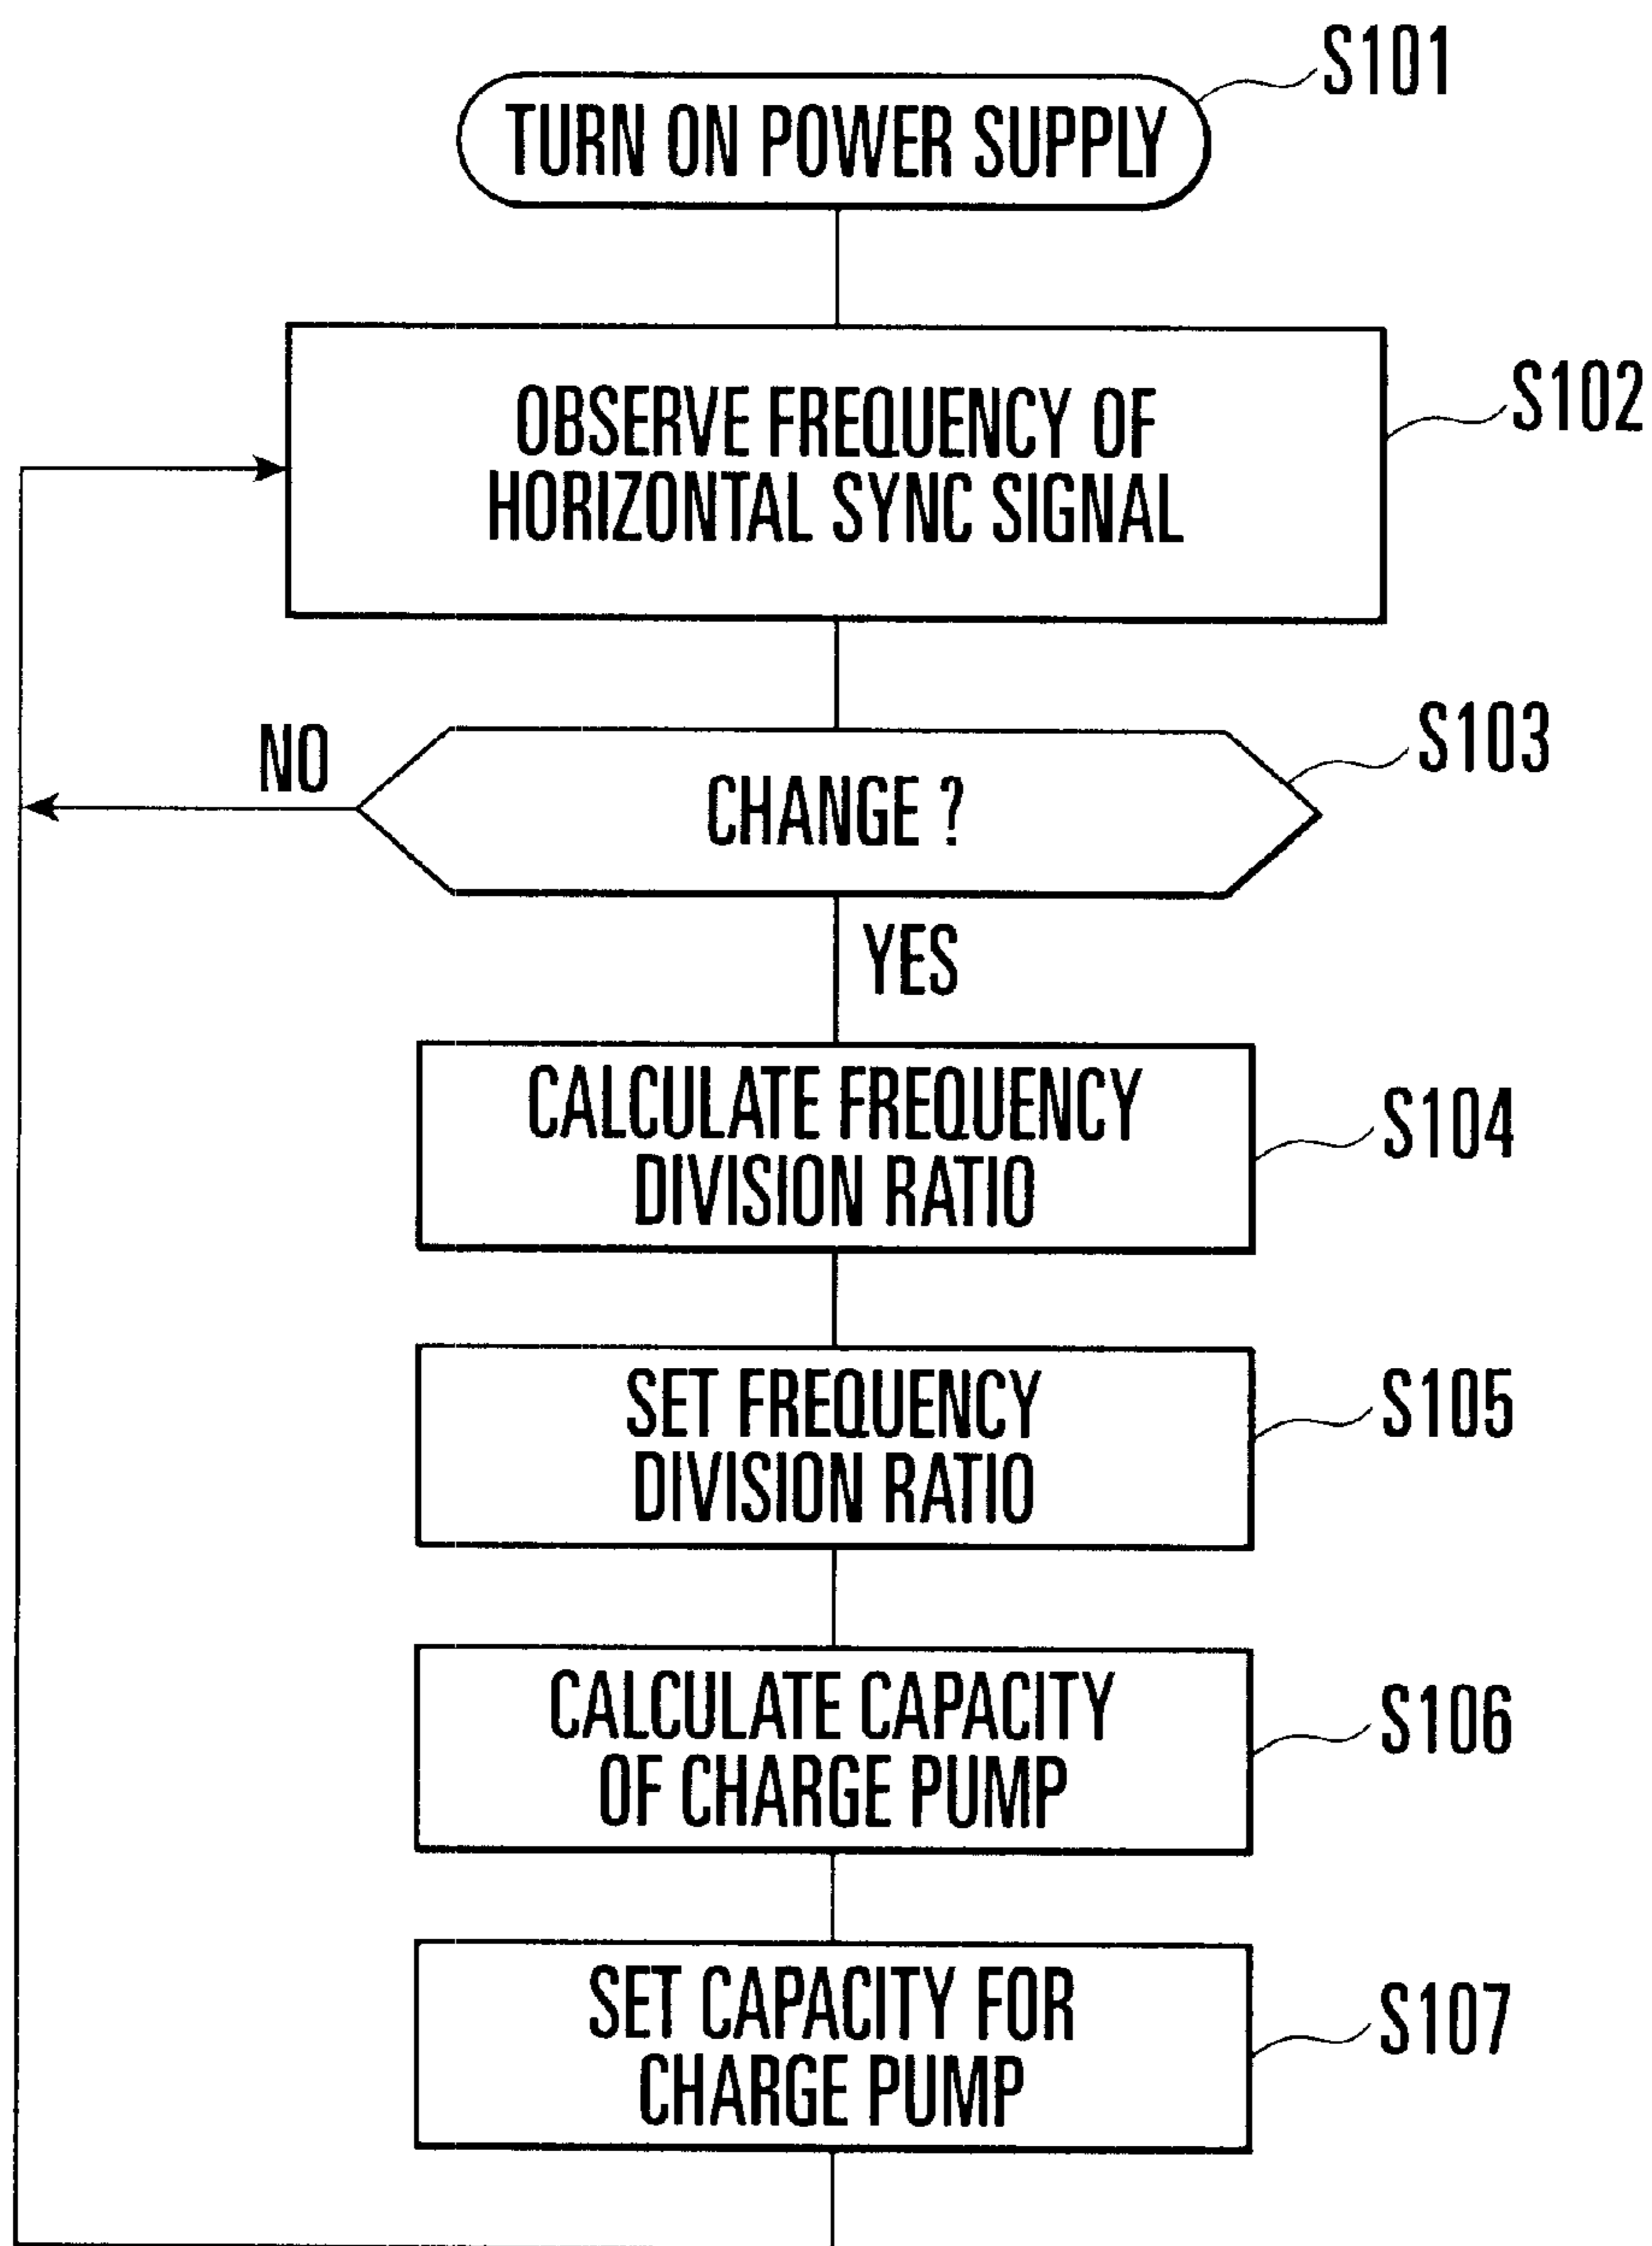 S101
TURN ON POWER SUPPLY
S102
OBSERVE FREQUENCY OF
HORIZONTAL SYNC SIGNAL
S103
NO
CHANGE ?
YES
CALCULATE FREQUENCY
DIVISION RATIO
S104
SET FREQUENCY
DIVISION RATIO
S105
CALCULATE CAPACITY
OF CHARGE PUMP
S106
SET CAPACITY FOR
CHARGE PUMP
S107